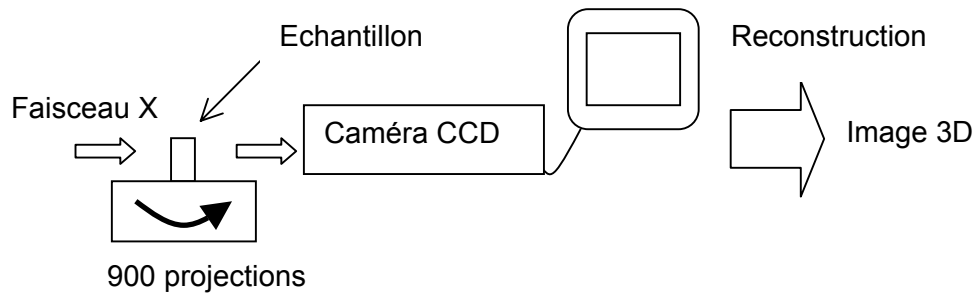 Echantillon
Reconstruction
Faisceau X
Caméra CCD
Image 3D
900 projections